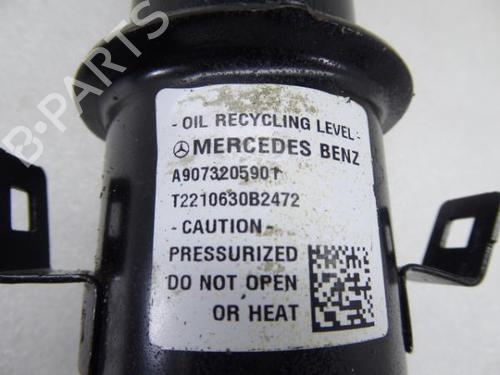 B-PARTS
- OIL RECYCLING LEVEL -
MERCEDES BENZ
A9073205901
T2210630B2472
- CAUTION -
PRESSURIZED
DO NOT OPEN
OR HEAT